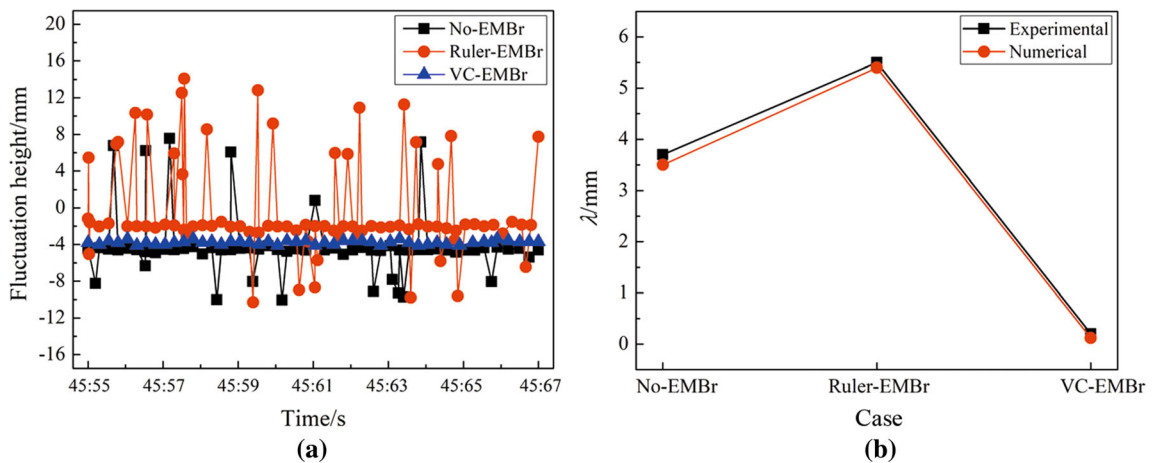 20
16
12
8
4
0
-4
-8
-12
-16
Fluctuation height/mm
No-EMBr
Ruler-EMBr
VC-EMBr
45:55 45:57 45:59 45:61 45:63 45:65 45:67
Time/s
(a)
6
5
4
3
2
1
0
λ/mm
Experimental
Numerical
No-EMBr Ruler-EMBr VC-EMBr
Case
(b)